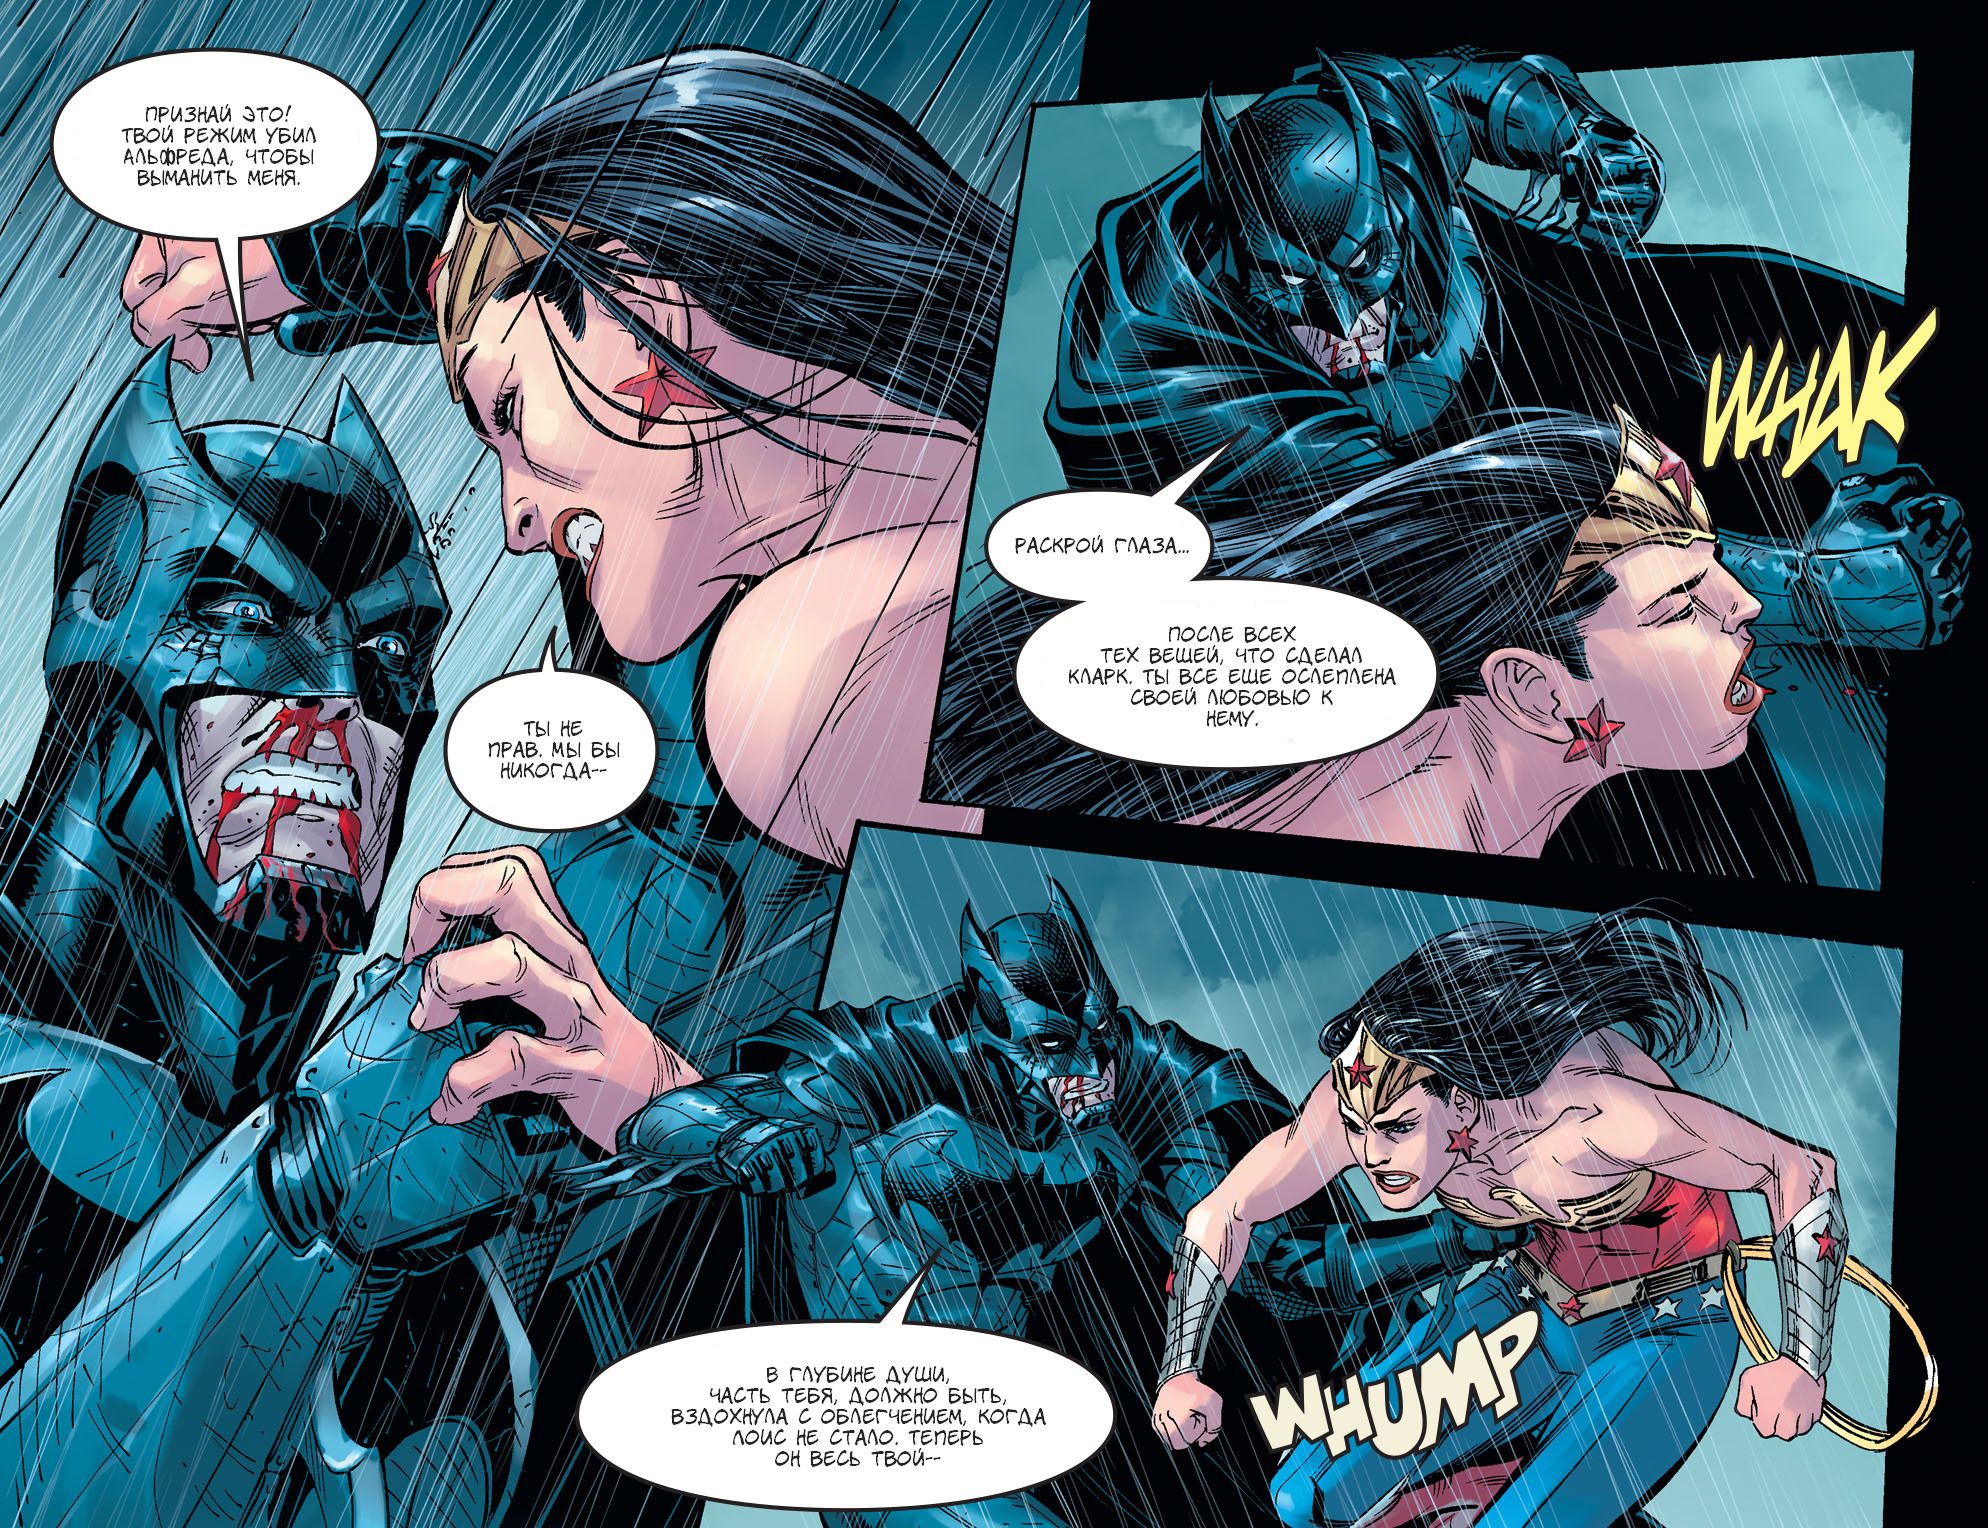 ПРИЗНАЙ ЭТО!
ТВОЙ РЕЖИМ УБИЛ
АЛЬФРЕДА, ЧТОБЫ
ВЫМАНИТЬ МЕНЯ.
ТЫ НЕ
ПРАВ. МЫ БЫ
НИКОГДА--
WHAK
РАСКРОЙ ГЛАЗА...
ПОСЛЕ ВСЕХ
ТЕХ ВЕЩЕЙ, ЧТО СДЕЛАЛ
КЛАРК. ТЫ ВСЕ ЕЩЕ ОСЛЕПЛЕНА
СВОЕЙ ЛЮБОВЬЮ К
НЕМУ.
WHUMP
В ГЛУБИНЕ ДУШИ,
ЧАСТЬ ТЕБЯ, ДОЛЖНО БЫТЬ,
ВЗДОХНУЛА С ОБЛЕГЧЕНИЕМ, КОГДА
ЛОИС НЕ СТАЛО. ТЕПЕРЬ
ОН ВЕСЬ ТВОЙ--